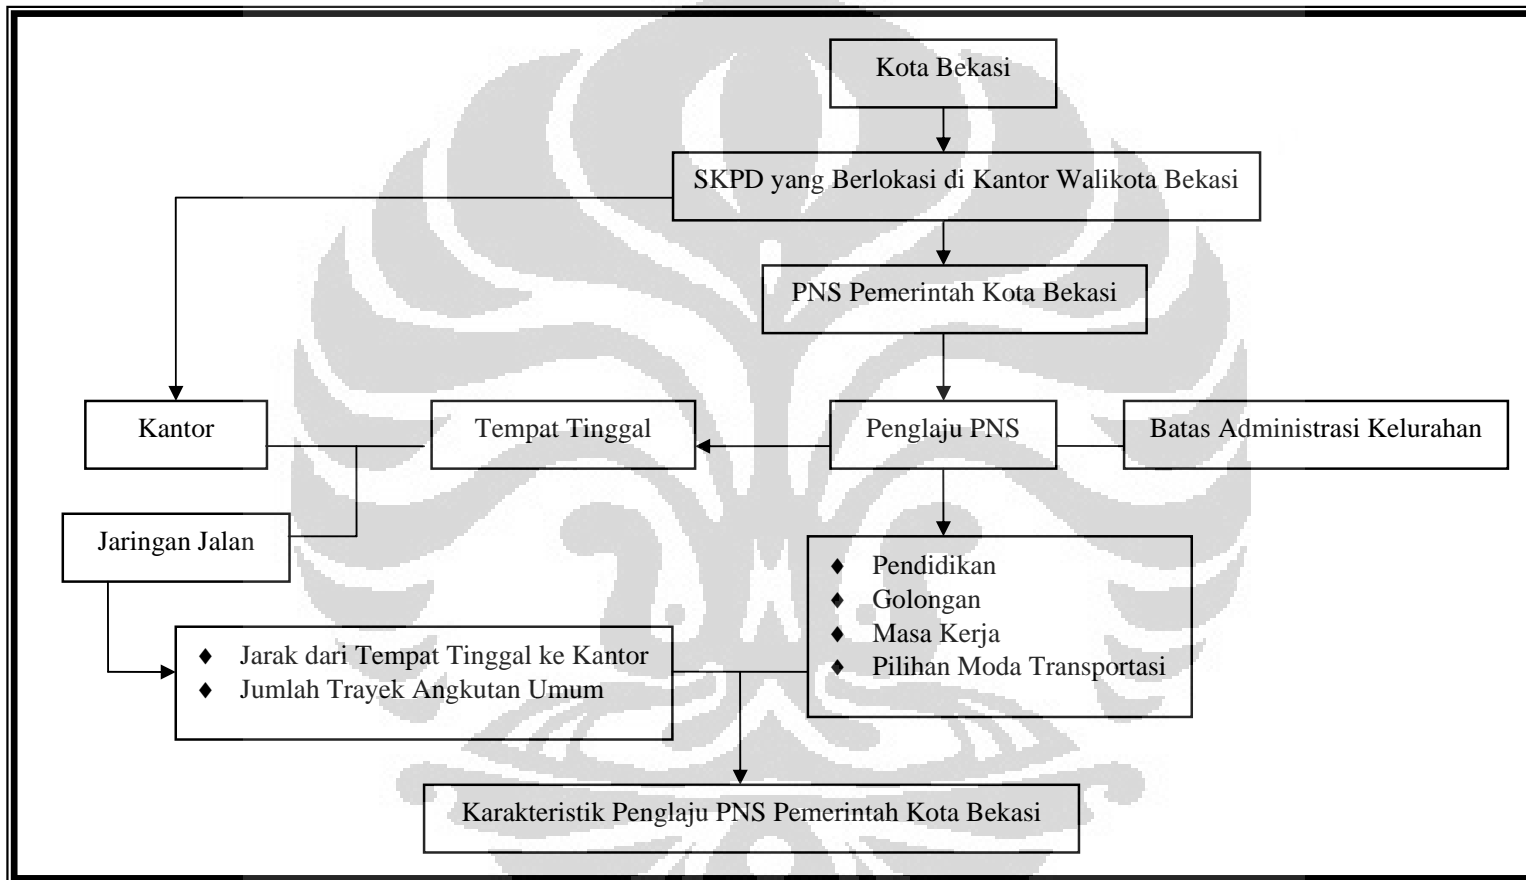 Kota Bekasi
SKPD yang Berlokasi di Kantor Walikota Bekasi
PNS Pemerintah Kota Bekasi
Kantor
Tempat Tinggal
Penglaju PNS
Batas Administrasi Kelurahan
Jaringan Jalan
♦ Pendidikan
♦ Golongan
♦ Masa Kerja
♦ Pilihan Moda Transportasi
♦ Jarak dari Tempat Tinggal ke Kantor
♦ Jumlah Trayek Angkutan Umum
Karakteristik Penglaju PNS Pemerintah Kota Bekasi